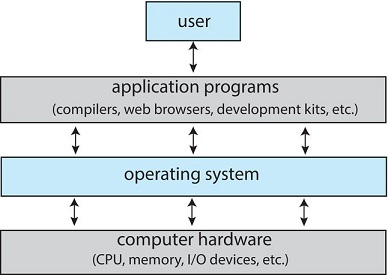 user
application programs
(compilers, web browsers, development kits, etc.)
operating system
computer hardware
(CPU, memory, I/O devices, etc.)